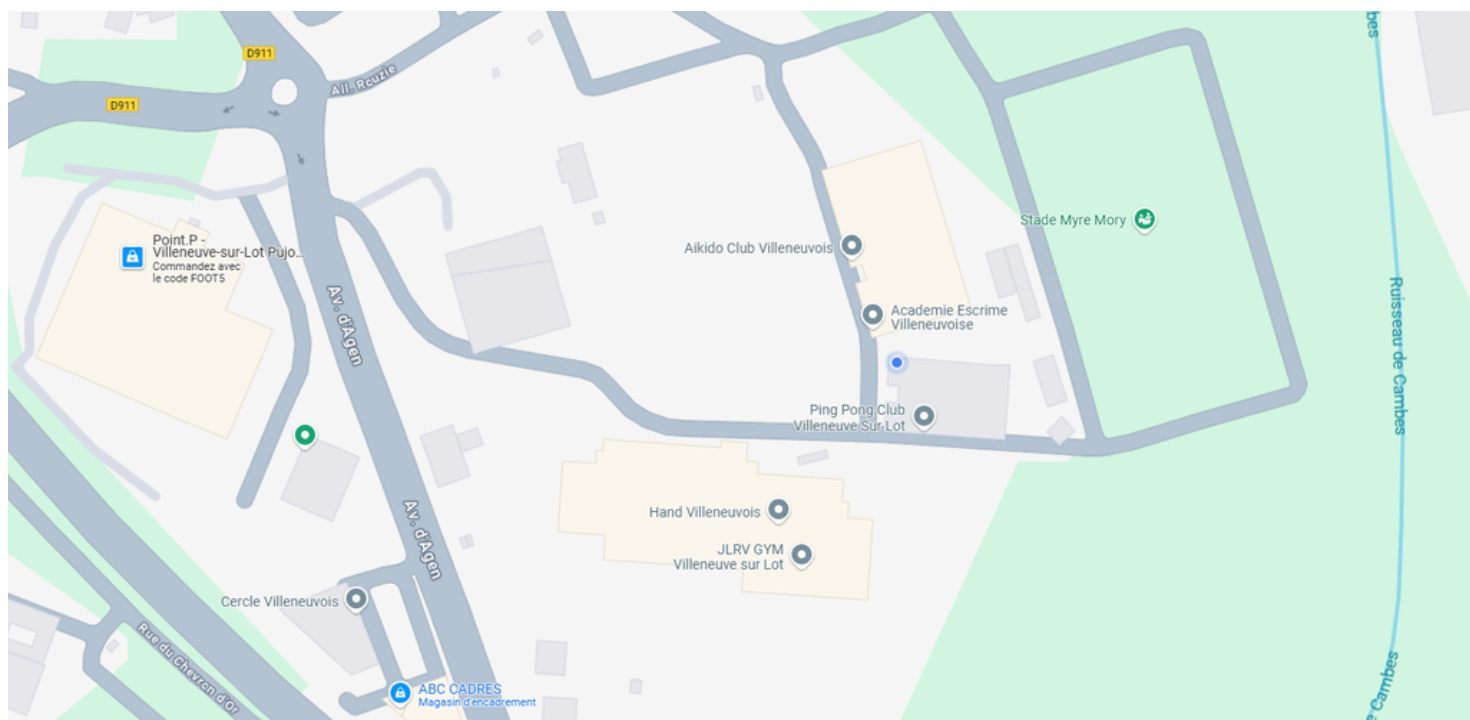 D911
D911
All. Rouzie
Point.P -
Villeneuve-sur-Lot Pujo...
Commandez avec
le code FOOT5
Av. d'Agen
Stade Myre Mory
Aikido Club Villeneuvois
Academie Escrime
Villeneuvoise
Ruisseau de Cambes
Ping Pong Club
Villeneuve Sur Lot
Av. d'Agen
Hand Villeneuvois
JLRV GYM
Villeneuve sur Lot
Cercle Villeneuvois
Rue du Chevron d'Or
ABC CADRES
Magasin d'encadrement
Cambes